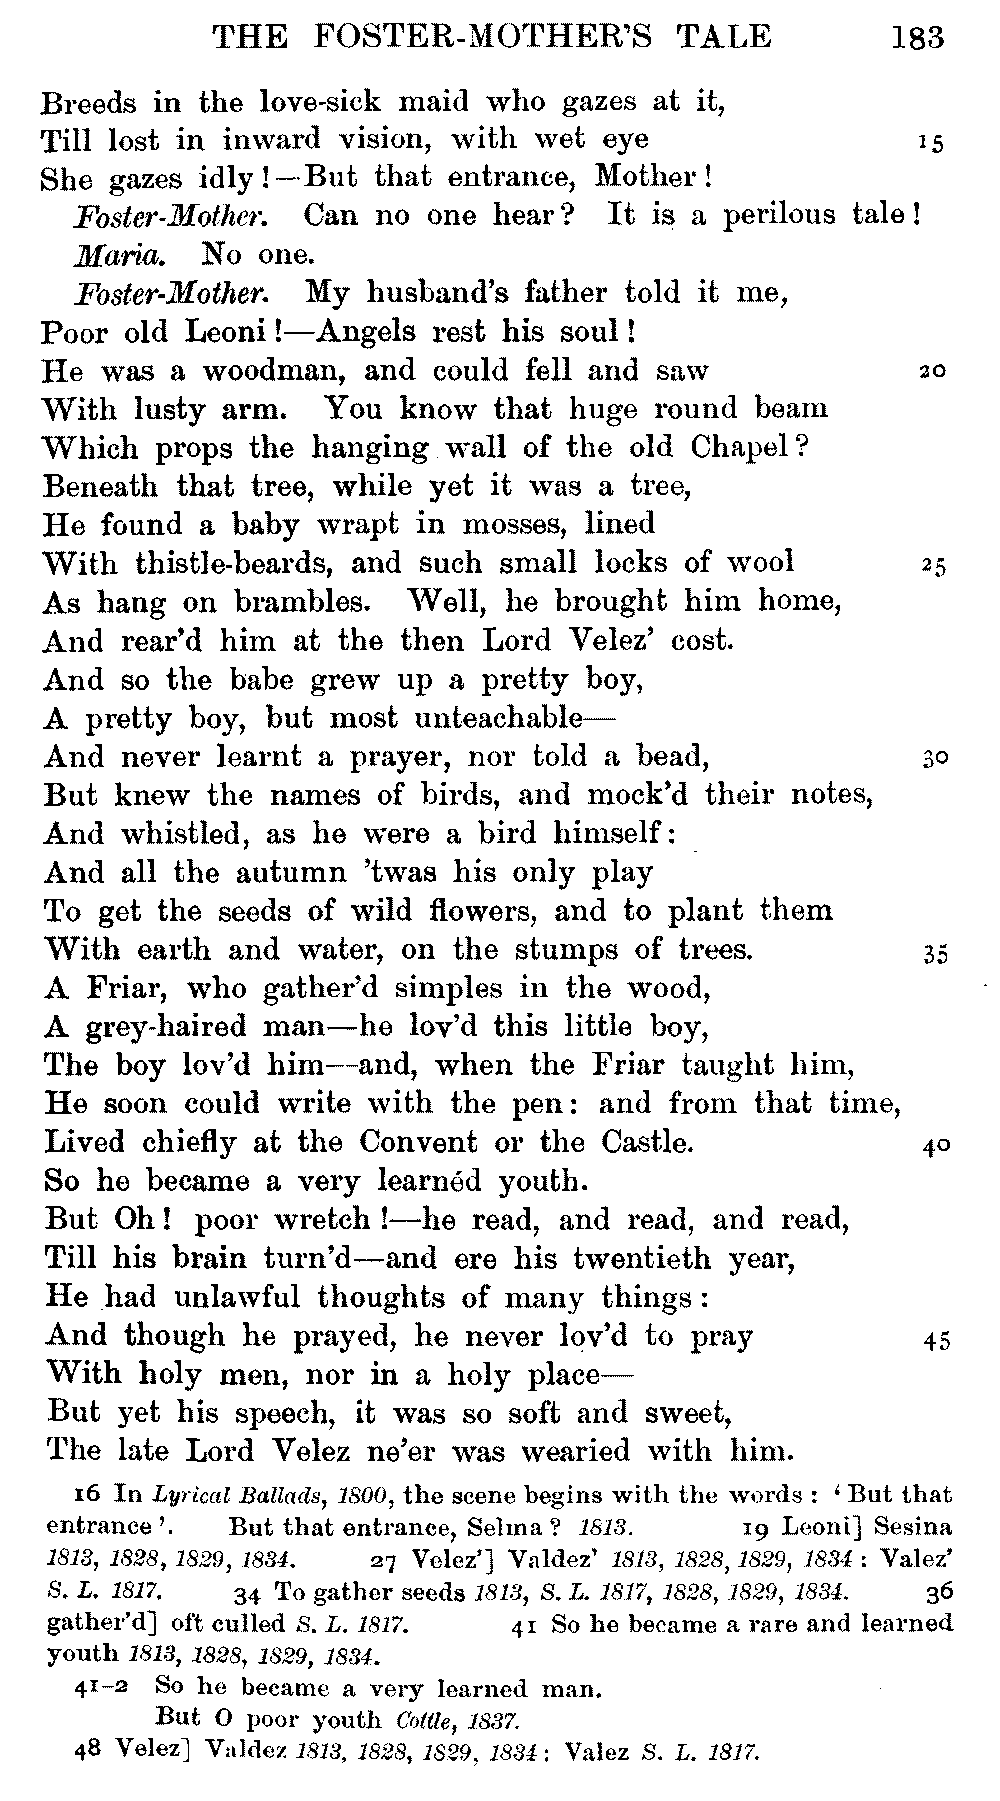 THE FOSTER-MOTHER'S TALE 183
Breeds in the love-sick maid who gazes at it,
Till lost in inward vision, with wet eye 15
She gazes idly!—But that entrance, Mother!
Foster-Mother. Can no one hear? It is a perilous tale!
Maria. No one.
Foster-Mother. My husband's father told it me,
Poor old Leoni!—Angels rest his soul!
He was a woodman, and could fell and saw 20
With lusty arm. You know that huge round beam
Which props the hanging wall of the old Chapel?
Beneath that tree, while yet it was a tree,
He found a baby wrapt in mosses, lined
With thistle-beards, and such small locks of wool 25
As hang on brambles. Well, he brought him home,
And rear'd him at the then Lord Velez' cost.
And so the babe grew up a pretty boy,
A pretty boy, but most unteachable—
And never learnt a prayer, nor told a bead, 30
But knew the names of birds, and mock'd their notes,
And whistled, as he were a bird himself:
And all the autumn 'twas his only play
To get the seeds of wild flowers, and to plant them
With earth and water, on the stumps of trees. 35
A Friar, who gather'd simples in the wood,
A grey-haired man—he lov'd this little boy,
The boy lov'd him—and, when the Friar taught him,
He soon could write with the pen: and from that time,
Lived chiefly at the Convent or the Castle. 40
So he became a very learnéd youth.
But Oh! poor wretch!—he read, and read, and read,
Till his brain turn'd—and ere his twentieth year,
He had unlawful thoughts of many things:
And though he prayed, he never lov'd to pray 45
With holy men, nor in a holy place—
But yet his speech, it was so soft and sweet,
The late Lord Velez ne'er was wearied with him.
16 In Lyrical Ballads, 1800, the scene begins with the words: 'But that
entrance'. But that entrance, Selma? 1813. 19 Leoni] Sesina
1813, 1828, 1829, 1834. 27 Velez'] Valdez' 1813, 1828, 1829, 1834: Valez'
S. L. 1817. 34 To gather seeds 1813, S. L. 1817, 1828, 1829, 1834. 36
gather'd] oft culled S. L. 1817. 41 So he became a rare and learned
youth 1813, 1828, 1829, 1834.
41-2 So he became a very learned man.
But O poor youth Cottle, 1837.
48 Velez] Valdez 1813, 1828, 1829, 1834: Valez S. L. 1817.